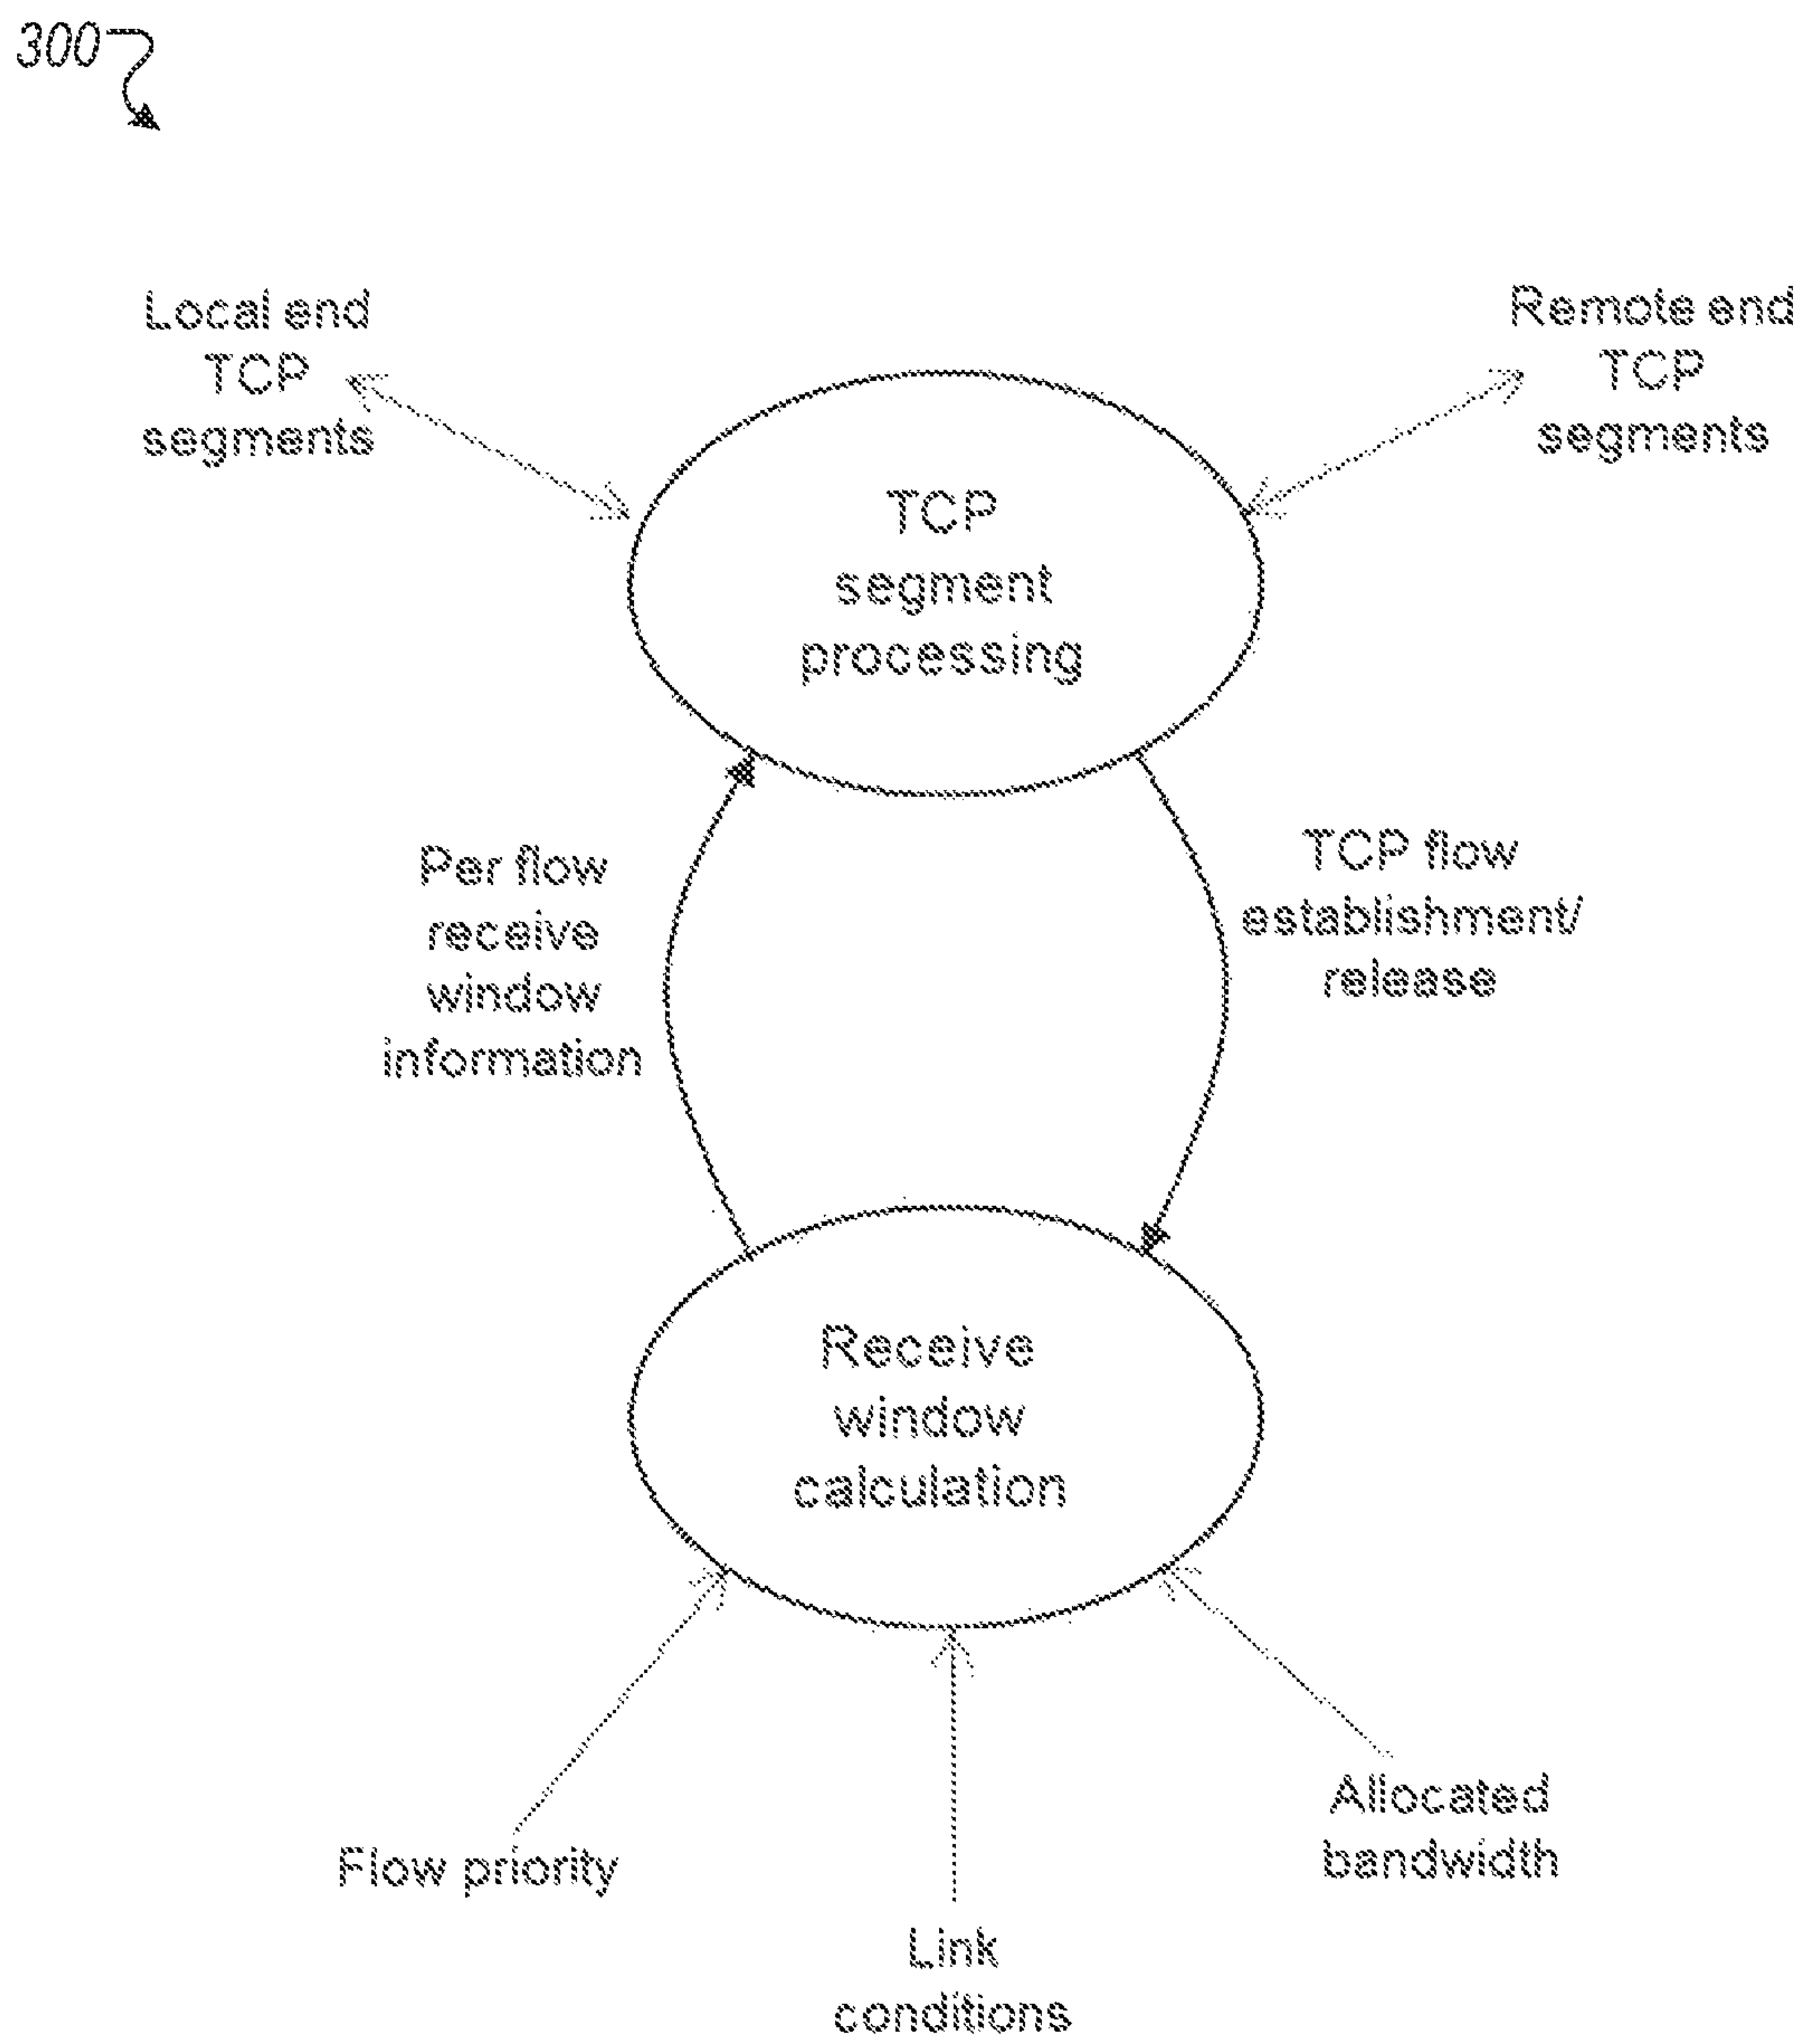 300
Local end
TCP
segments
Remote end
TCP
segments
TCP
segment
processing
Per flow
receive
window
information
TCP flow
establishment/
release
Receive
window
calculation
Flow priority
Link
conditions
Allocated
bandwidth